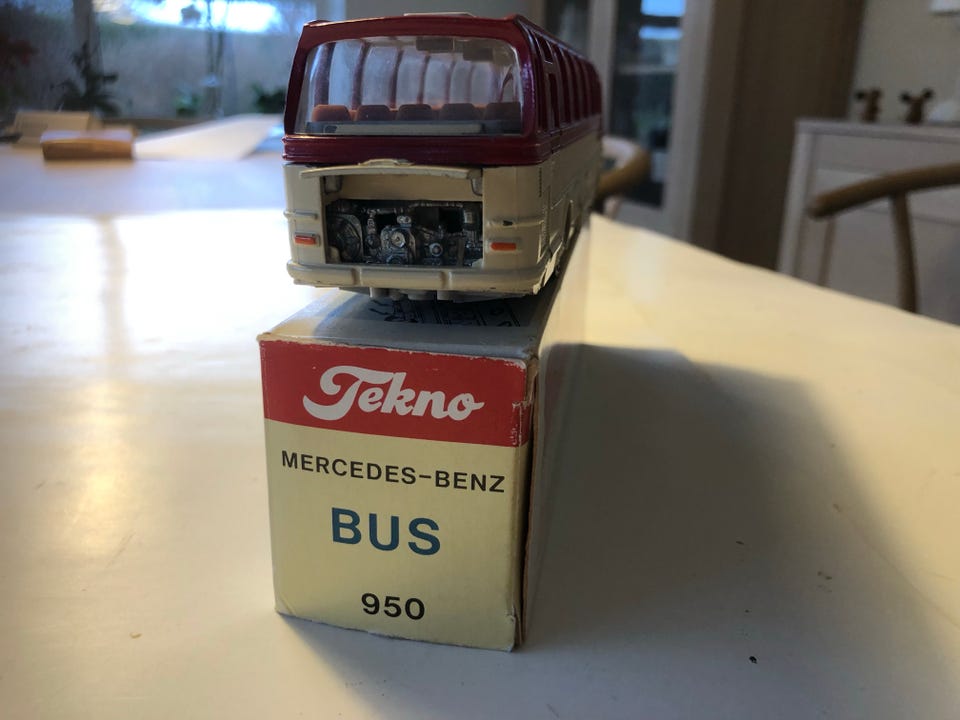 Tekno
MERCEDES-BENZ
BUS
950